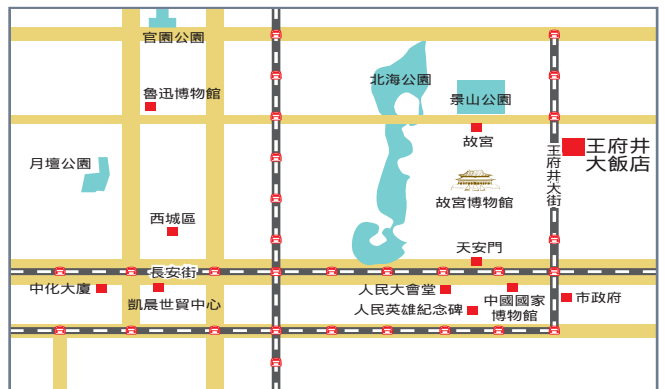 官園公園
北海公園
魯迅博物館
景山公園
故宮
王府井
大飯店
王府井大街
月壇公園
故宮博物館
西城區
天安門
長安街
中化大廈
人民大會堂
中國國家
博物館
市政府
凱晨世貿中心
人民英雄紀念碑